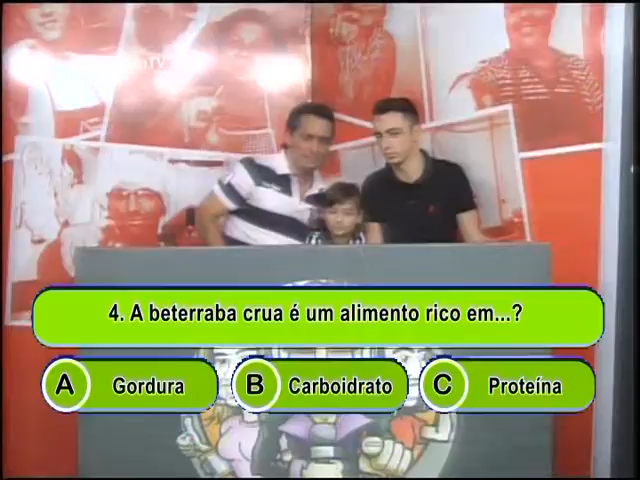 4. A beterraba crua é um alimento rico em...?
A Gordura
B Carboidrato
C Proteína